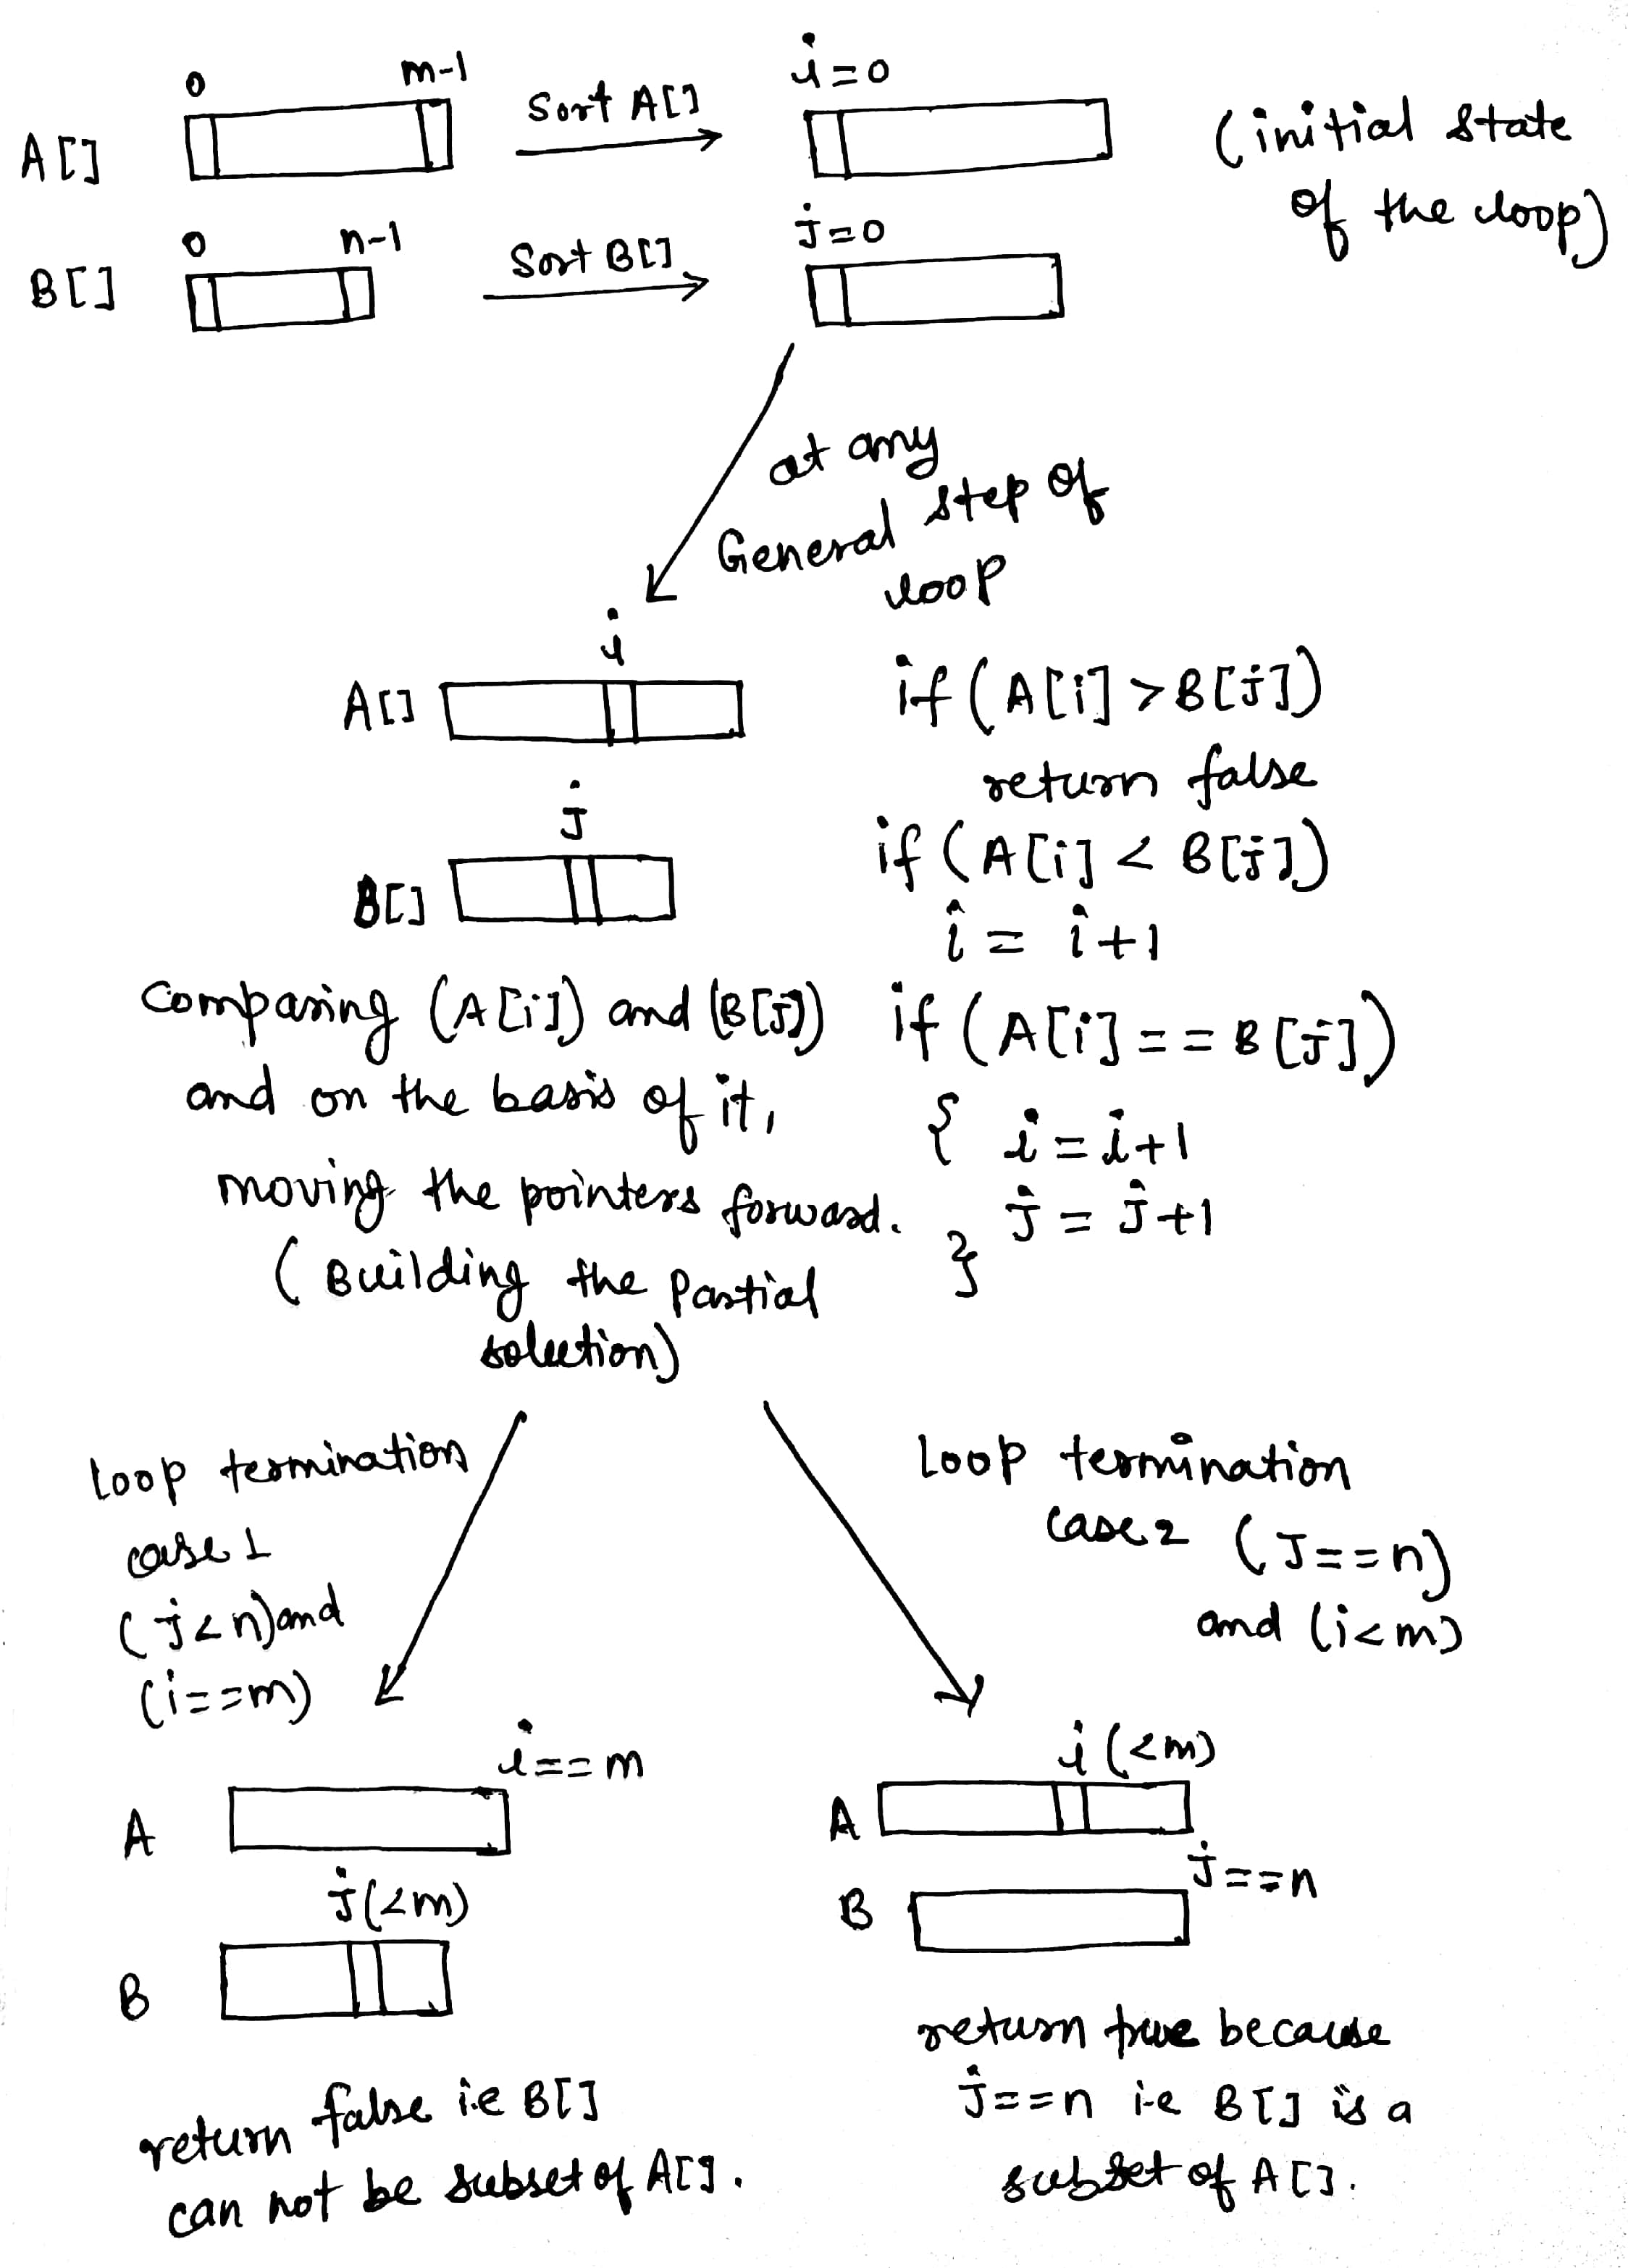 0 m-1
A[] Sort A[] i=0
(initial state
of the loop)
0 n-1
B[] Sort B[] j=0
at any
General step of
loop
i
A[]
j
B[]
if (A[i] > B[j])
return false
if (A[i] < B[j])
i = i+1
if (A[i] == B[j])
{ i = i+1
j = j+1
}
Comparing (A[i]) and (B[j])
and on the basis of it,
moving the pointers forward.
(Building the Partial
solution)
loop termination
case 1
(j<n) and
(i==m)
i==m
A
j(<m)
B
return false i.e B[]
can not be subset of A[].
Loop termination
case 2 (J==n)
and (i<m)
i (<m)
A
j==n
B
return true because
j==n i.e B[] is a
subset of A[].